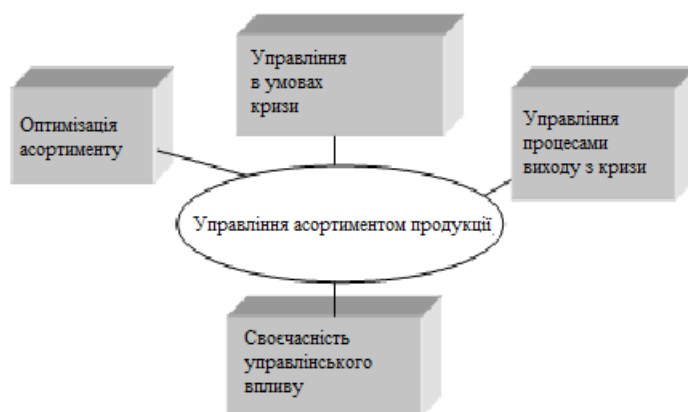 Управління
в умовах
кризи
Оптимізація
асортименту
Управління
процесами
виходу з кризи
Управління асортиментом продукції
Своєчасність
управлінського
впливу